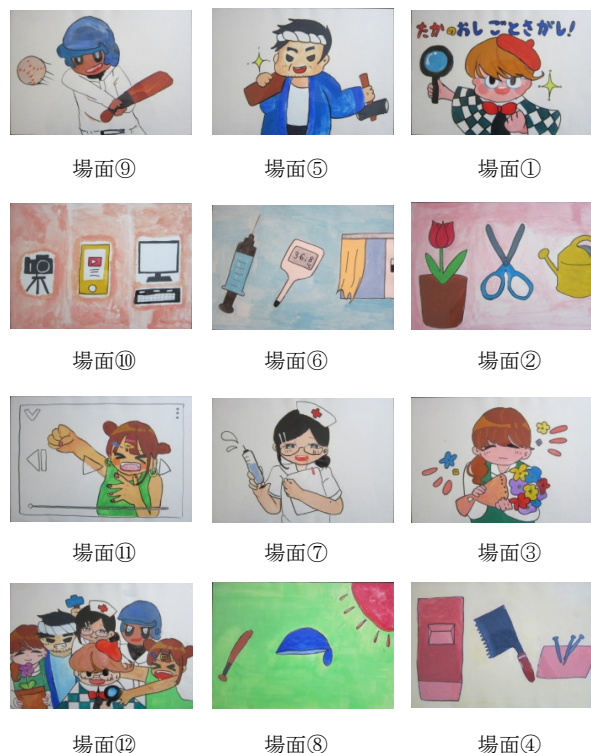 たかのおしごとさがし!
場面①
場面②
場面③
場面④
場面⑤
36.8
場面⑥
場面⑦
場面⑧
場面⑨
場面⑩
場面⑪
場面⑫